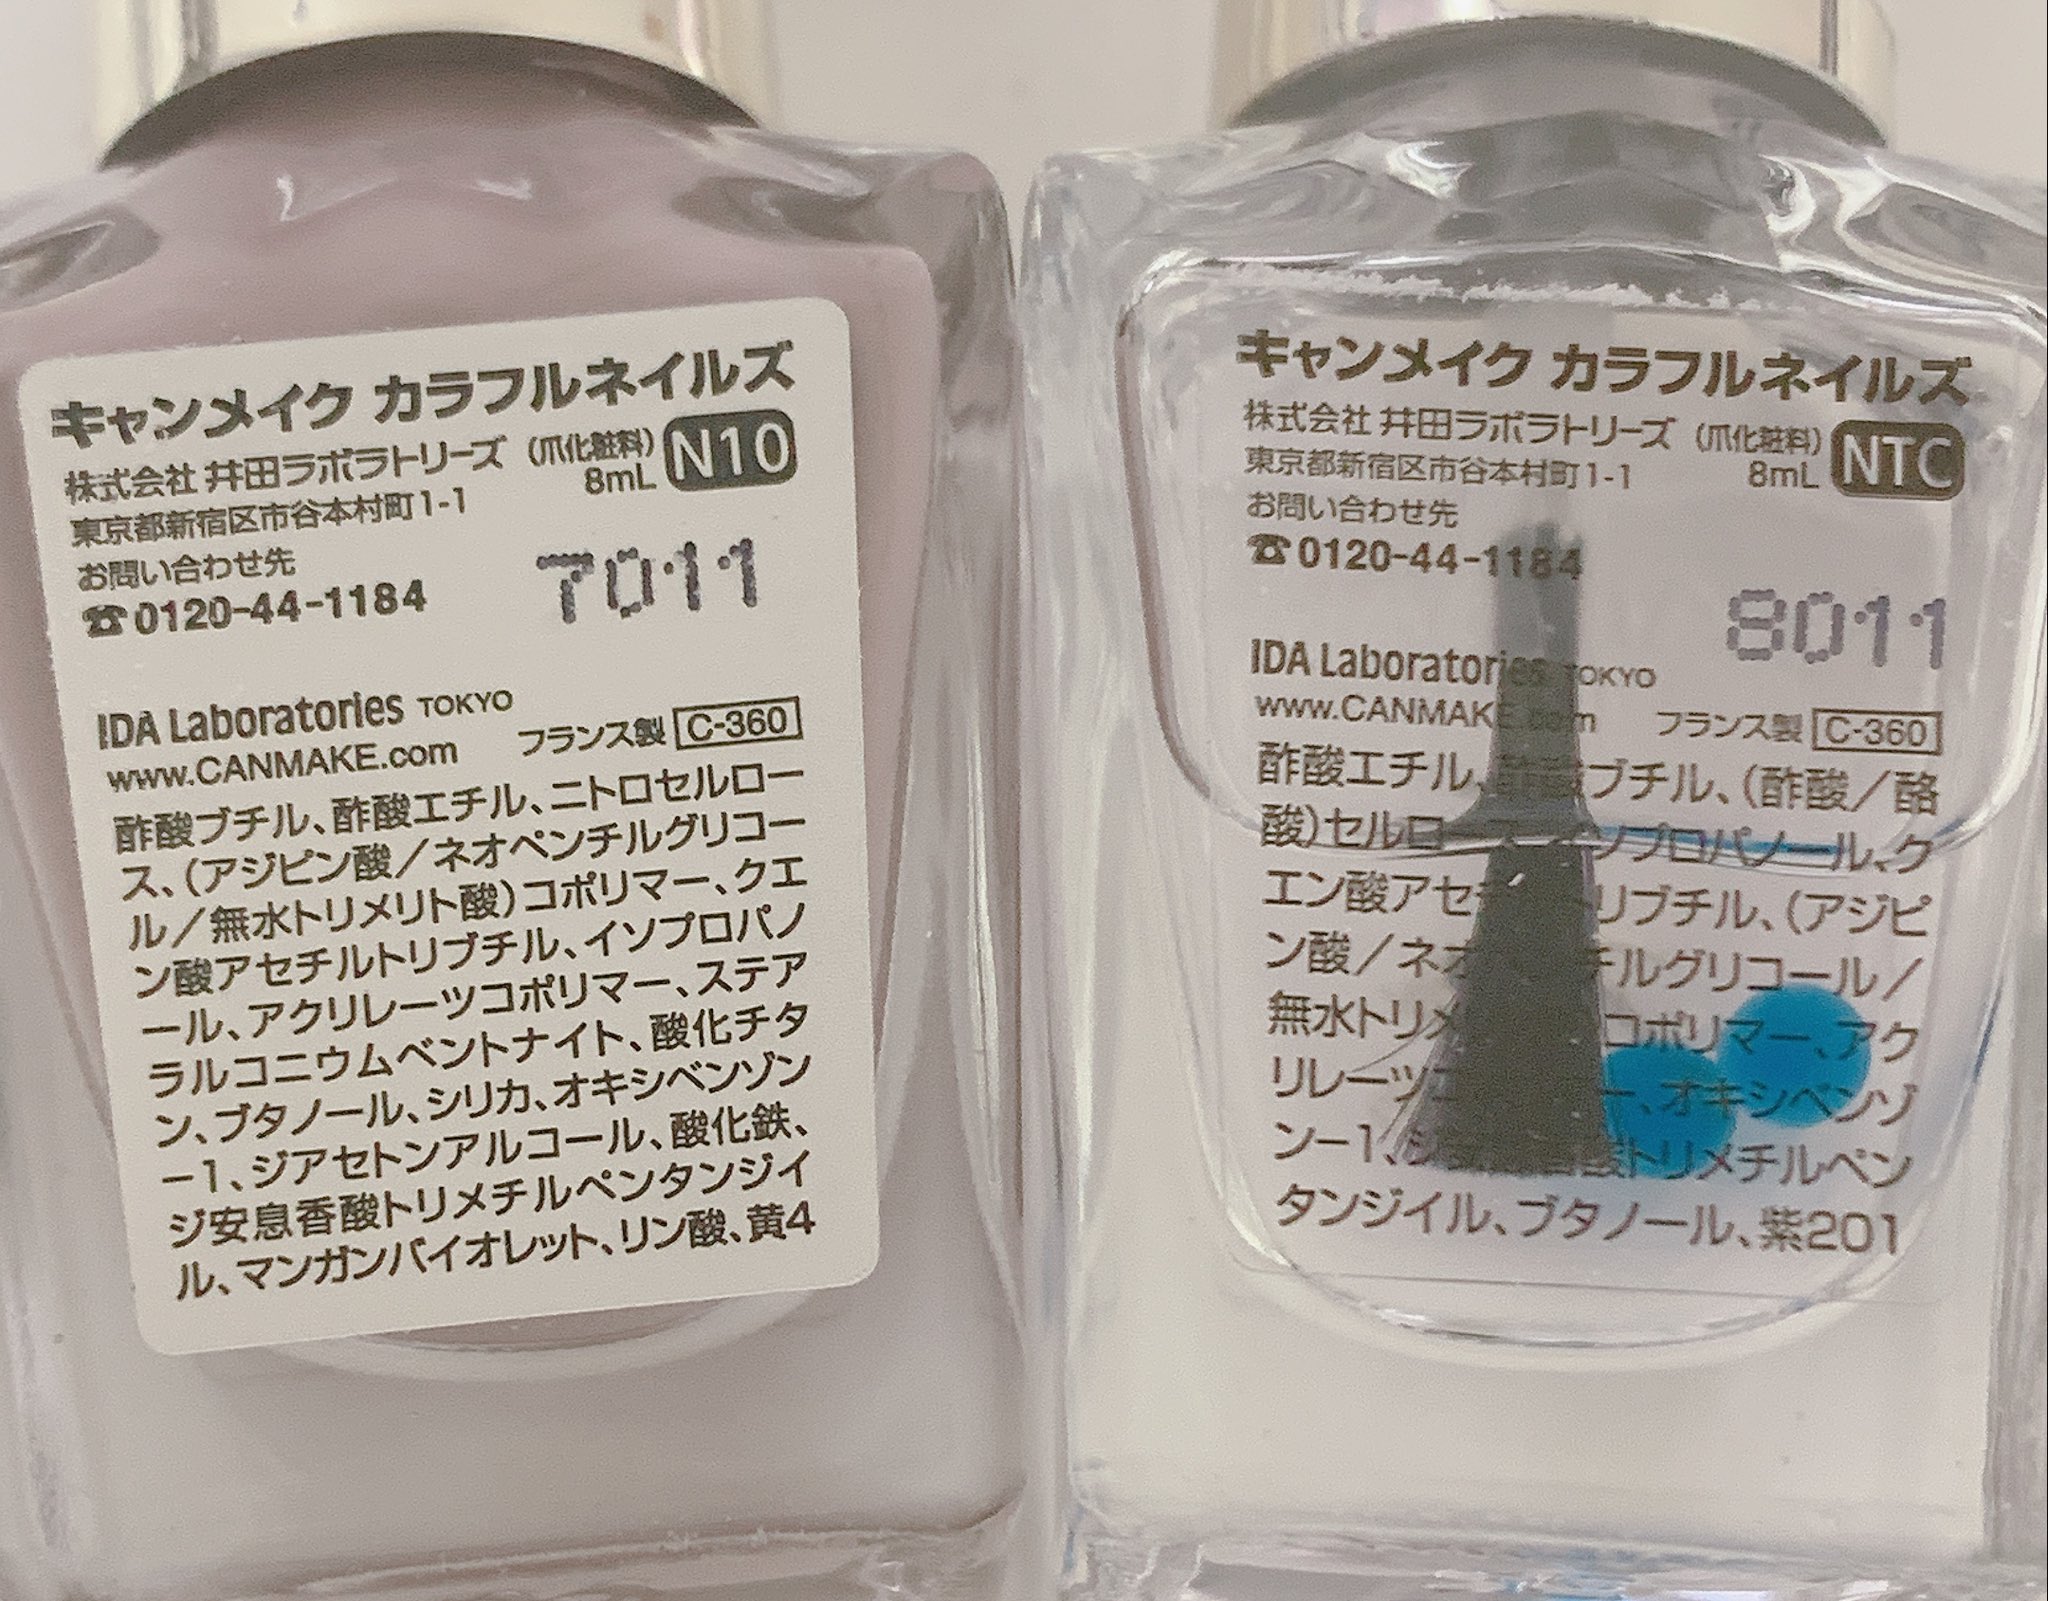 キャンメイク カラフルネイルズ
株式会社 井田ラボラトリーズ (爪化粧料)
東京都新宿区市谷本村町1-1 8mL N10
お問い合わせ先
☎0120-44-1184
7011
IDA Laboratories TOKYO
www.CANMAKE.com フランス製 C-360
酢酸ブチル、酢酸エチル、ニトロセルロー
ス、(アジピン酸／ネオペンチルグリコー
ル／無水トリメリト酸)コポリマー、クエ
ン酸アセチルトリブチル、イソプロパノ
ール、アクリレーツコポリマー、ステア
ラルコニウムベントナイト、酸化チタ
ン、ブタノール、シリカ、オキシベンゾン
-1、ジアセトンアルコール、酸化鉄、
ジ安息香酸トリメチルペンタンジイ
ル、マンガンバイオレット、リン酸、黄4
キャンメイク カラフルネイルズ
株式会社 井田ラボラトリーズ (爪化粧料)
東京都新宿区市谷本村町1-1 8mL NTC
お問い合わせ先
☎0120-44-1184
8011
IDA Laboratories TOKYO
www.CANMAKE.com フランス製 C-360
酢酸エチル、酢酸ブチル、(酢酸／酪
酸)セルロース、イソプロパノール、ク
エン酸アセチルトリブチル、(アジピ
ン酸／ネオペンチルグリコール／
無水トリメ コポリマー、アク
リレーツコ ー、オキシベンゾ
ン-1、ジ 香酸トリメチルペン
タンジイル、ブタノール、紫201